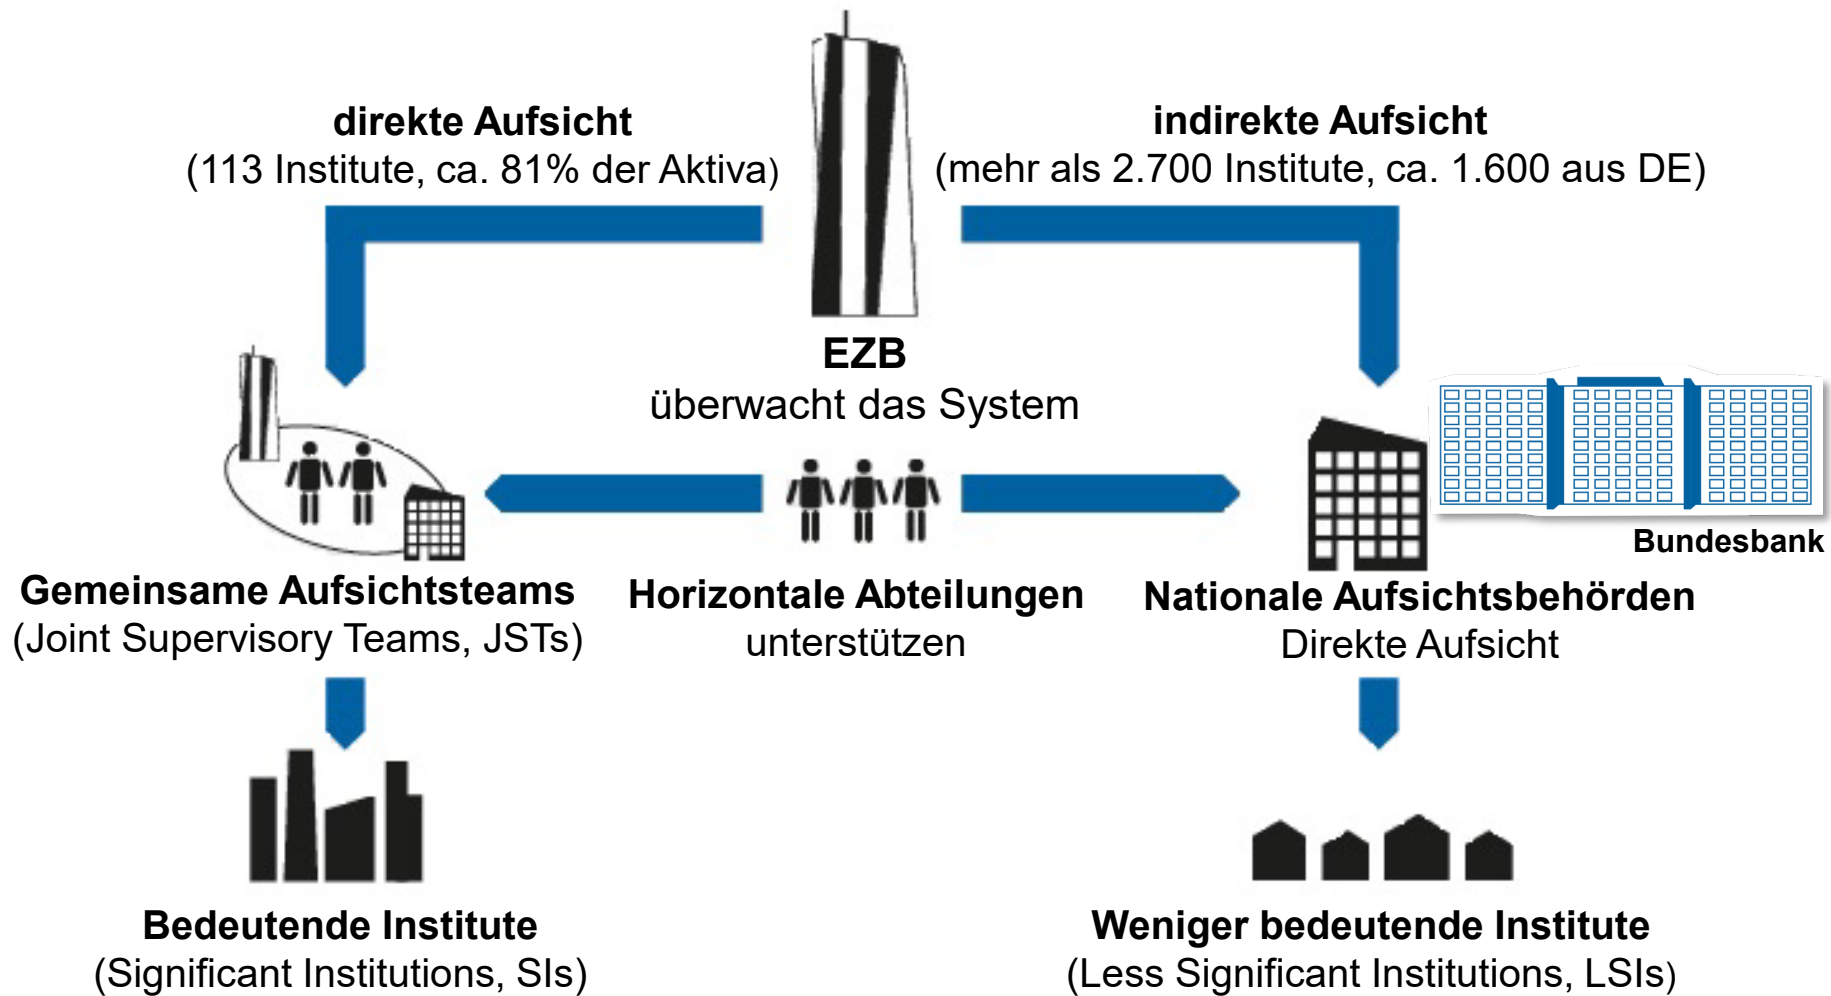 direkte Aufsicht
(113 Institute, ca. 81% der Aktiva)
indirekte Aufsicht
(mehr als 2.700 Institute, ca. 1.600 aus DE)
EZB
überwacht das System
Bundesbank
Gemeinsame Aufsichtsteams
(Joint Supervisory Teams, JSTs)
Horizontale Abteilungen
unterstützen
Nationale Aufsichtsbehörden
Direkte Aufsicht
Bedeutende Institute
(Significant Institutions, SIs)
Weniger bedeutende Institute
(Less Significant Institutions, LSIs)